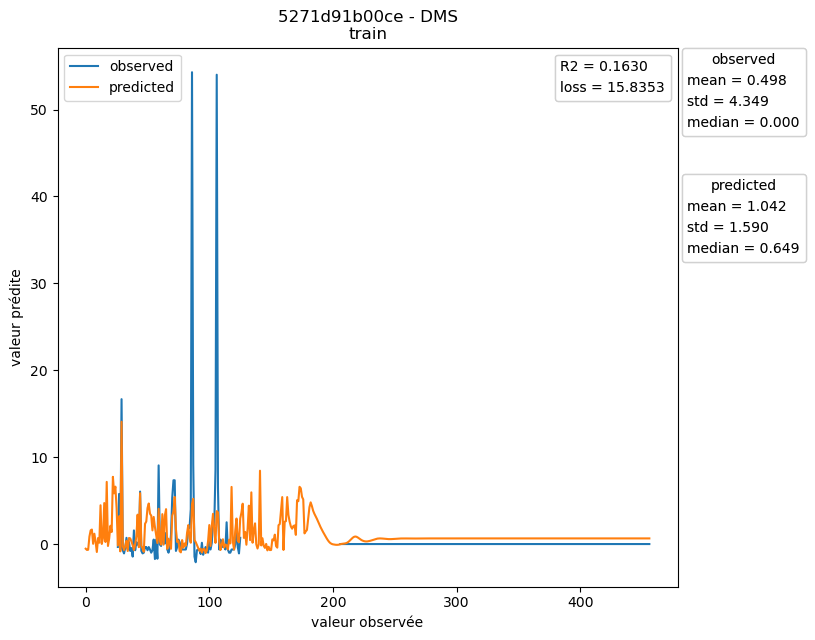 5271d91b00ce - DMS
train
observed
predicted
R2 = 0.1630
loss = 15.8353
observed
mean = 0.498
std = 4.349
median = 0.000
predicted
mean = 1.042
std = 1.590
median = 0.649
50
40
30
20
10
0
valeur prédite
0
100
200
300
400
valeur observée